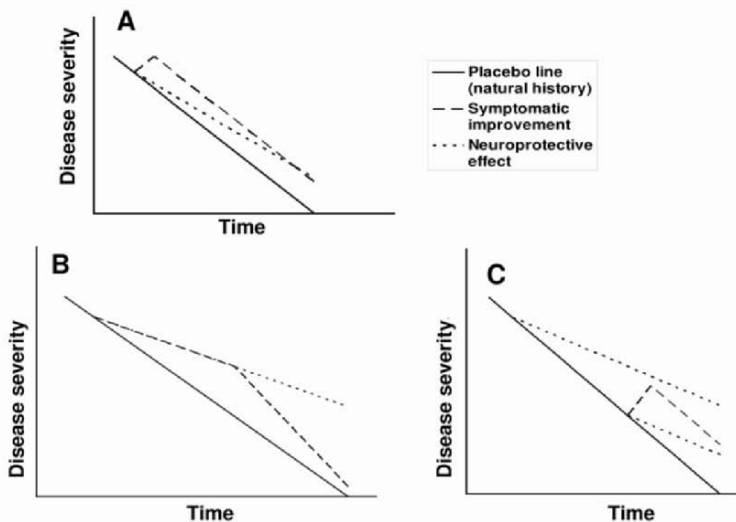 A
Disease severity
Time
Placebo line
(natural history)
Symptomatic
improvement
Neuroprotective
effect
B
Disease severity
Time
C
Disease severity
Time